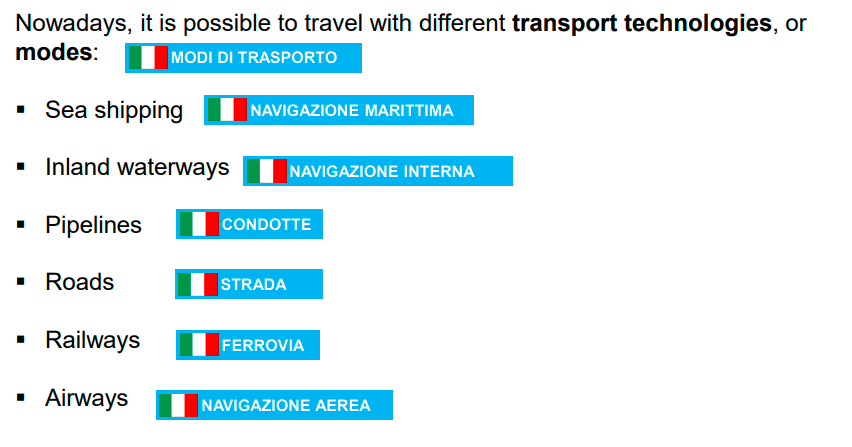 Nowadays, it is possible to travel with different transport technologies, or
modes: MODI DI TRASPORTO
▪ Sea shipping NAVIGAZIONE MARITTIMA
▪ Inland waterways NAVIGAZIONE INTERNA
▪ Pipelines CONDOTTE
▪ Roads STRADA
▪ Railways FERROVIA
▪ Airways NAVIGAZIONE AEREA